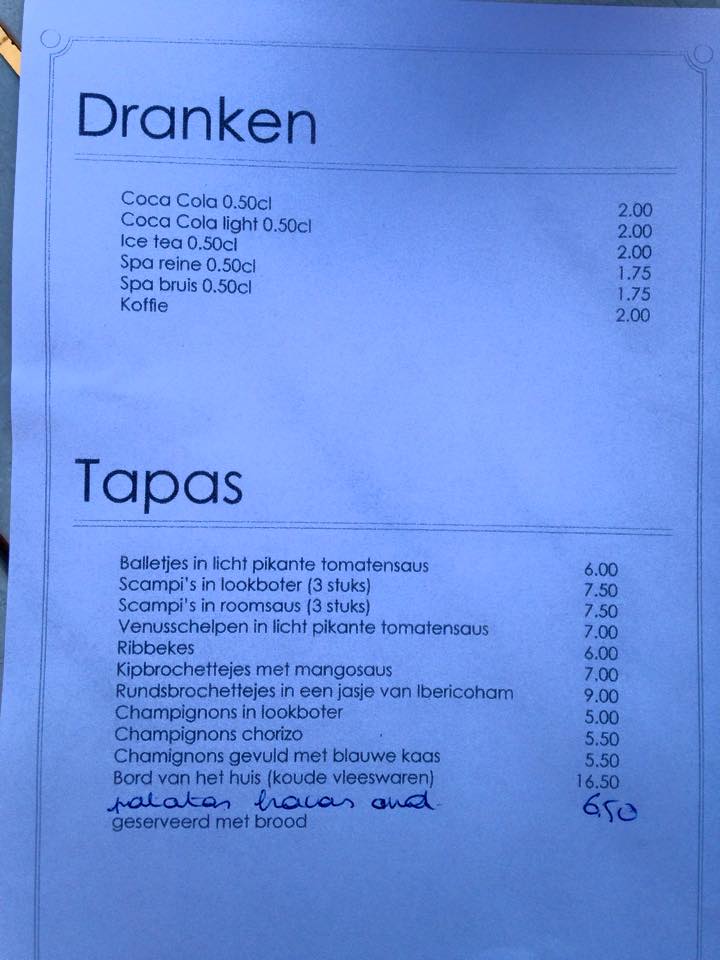 Dranken
Coca Cola 0.50cl 2.00
Coca Cola light 0.50cl 2.00
Ice tea 0.50cl 2.00
Spa reine 0.50cl 1.75
Spa bruis 0.50cl 1.75
Koffie 2.00
Tapas
Balletjes in licht pikante tomatensaus 6.00
Scampi's in lookboter (3 stuks) 7.50
Scampi's in roomsaus (3 stuks) 7.50
Venusschelpen in licht pikante tomatensaus 7.00
Ribbekes 6.00
Kipbrochettejes met mangosaus 7.00
Rundsbrochettejes in een jasje van Ibericoham 9.00
Champignons in lookboter 5.00
Champignons chorizo 5.50
Chamignons gevuld met blauwe kaas 5.50
Bord van het huis (koude vleeswaren) 16.50
patatas 6,50
geserveerd met brood